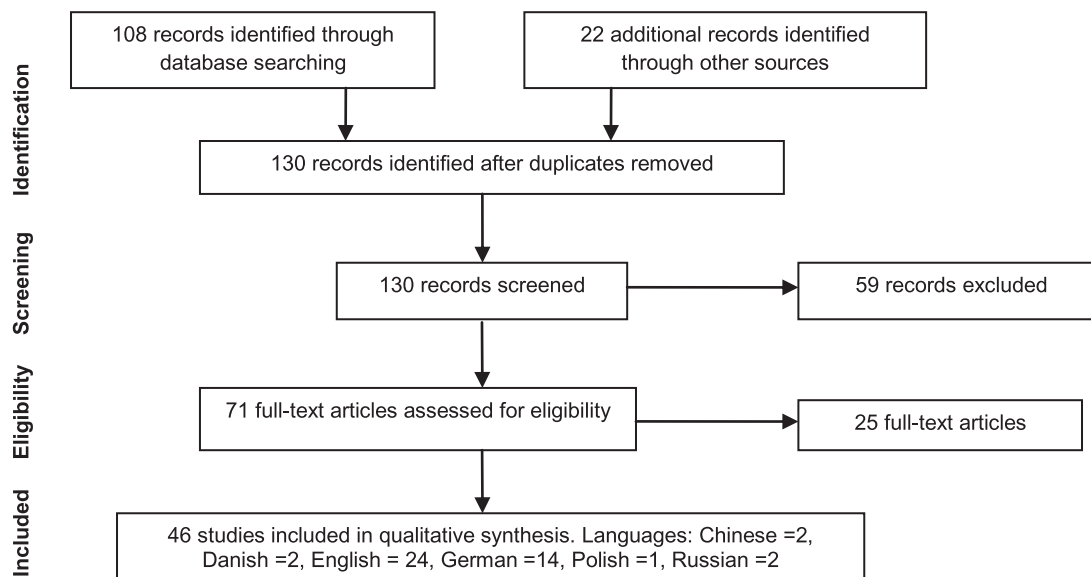 108 records identified through
database searching
22 additional records identified
through other sources
Identification
130 records identified after duplicates removed
Screening
130 records screened
59 records excluded
Eligibility
71 full-text articles assessed for eligibility
25 full-text articles
Included
46 studies included in qualitative synthesis. Languages: Chinese =2,
Danish =2, English = 24, German =14, Polish =1, Russian =2